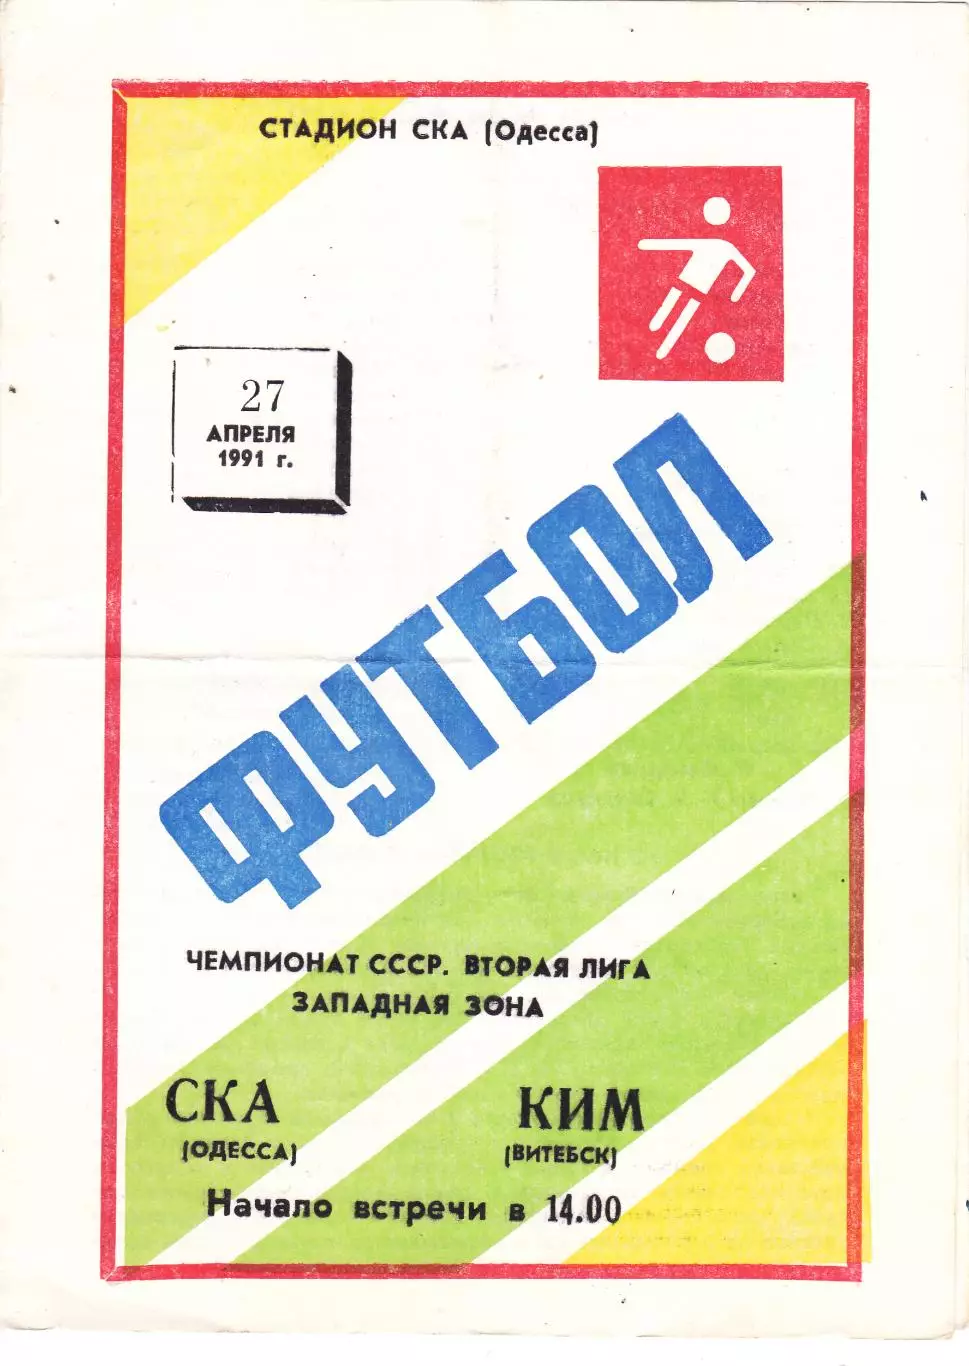 СТАДИОН СКА (Одесса)
27
АПРЕЛЯ
1991 г.
ФУТБОЛ
ЧЕМПИОНАТ СССР. ВТОРАЯ ЛИГА
ЗАПАДНАЯ ЗОНА
СКА КИМ
(ОДЕССА) (ВИТЕБСК)
Начало встречи в 14.00